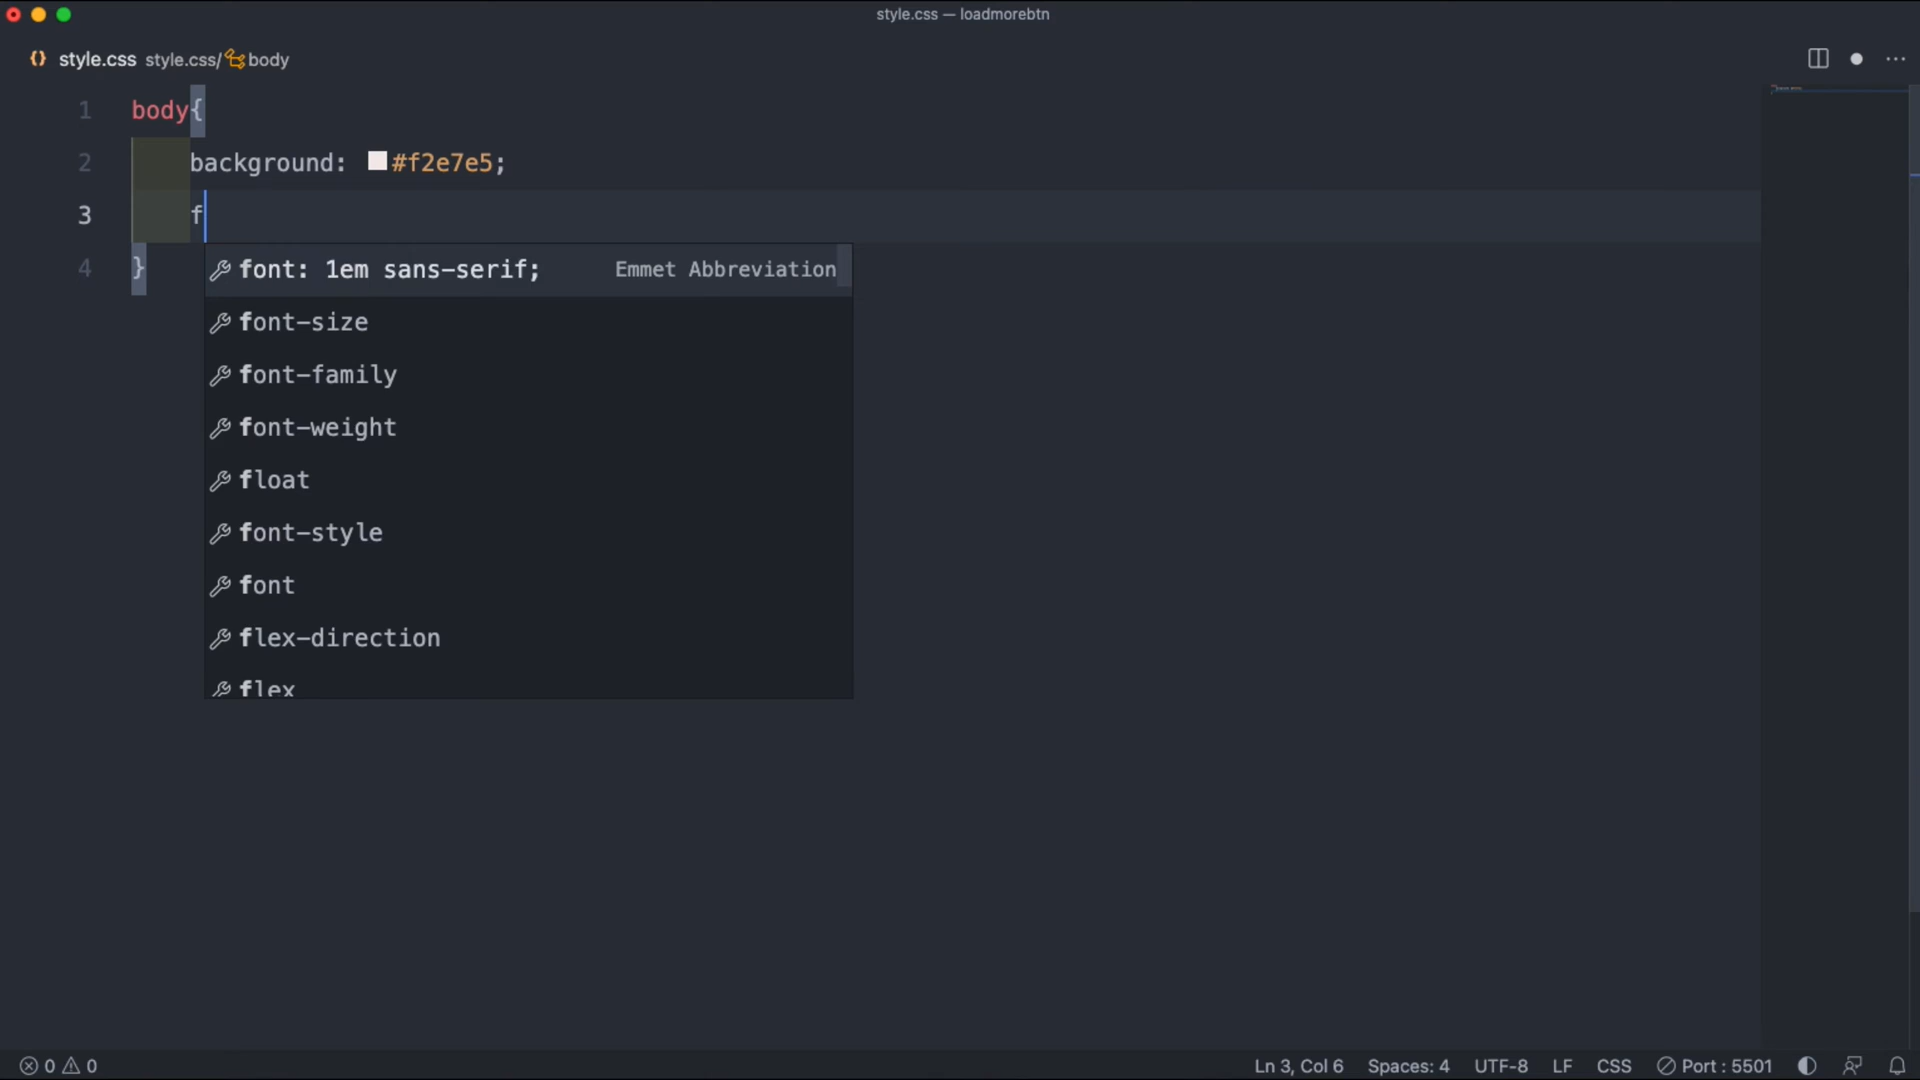 style.css — loadmorebtn
style.css style.css/ body
1 body{
2 background: #f2e7e5;
3 f
4 }
font: 1em sans-serif; Emmet Abbreviation
font-size
font-family
font-weight
float
font-style
font
flex-direction
flex
0 0 Ln 3, Col 6 Spaces: 4 UTF-8 LF CSS Port : 5501